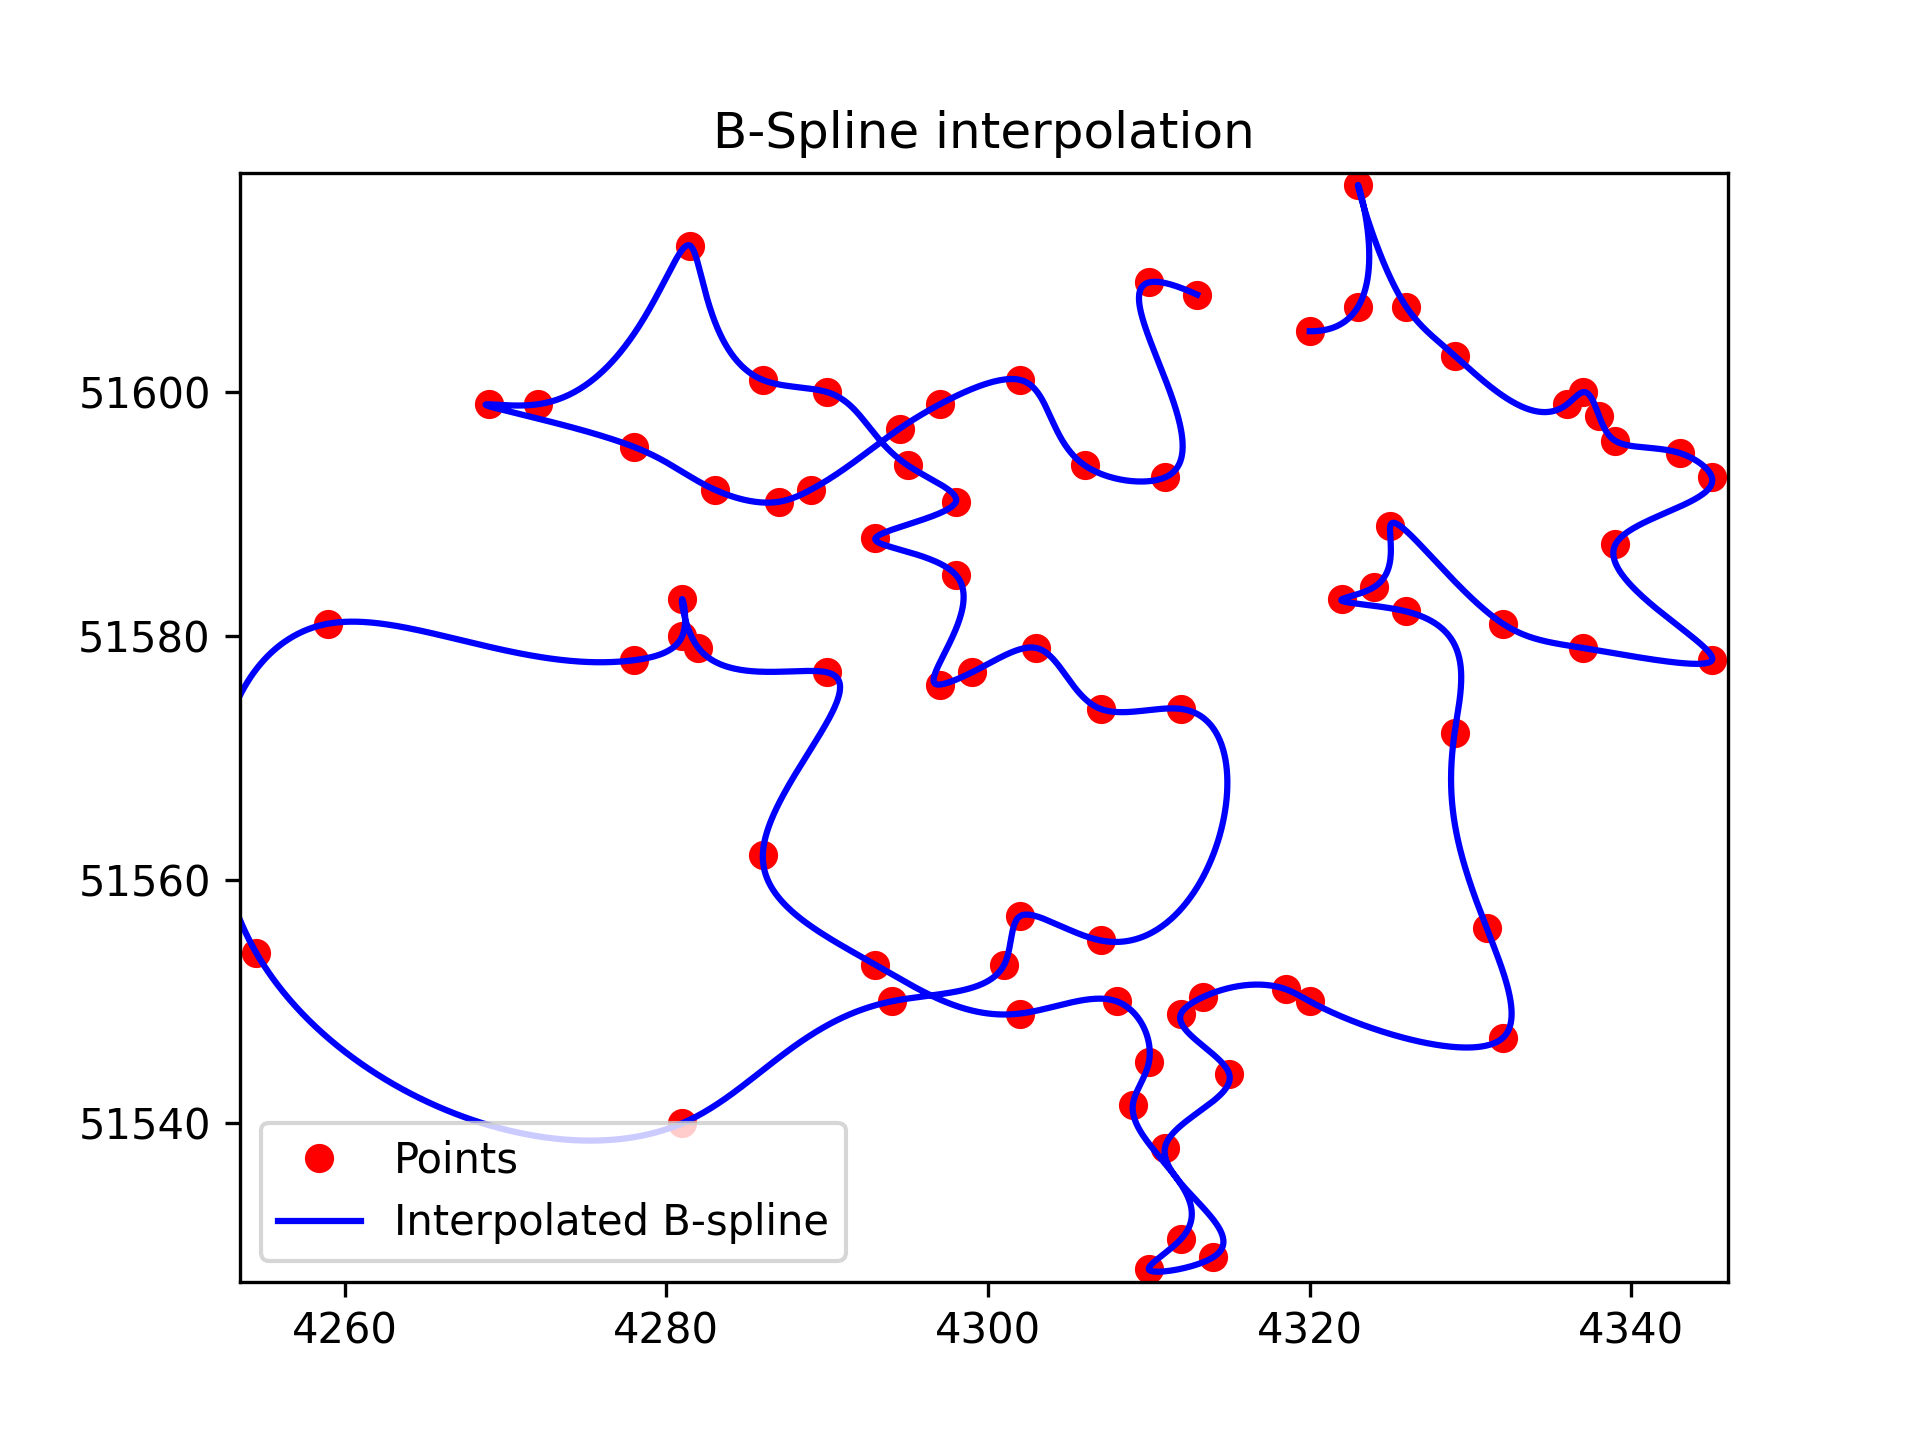 B-Spline interpolation
51600
51580
51560
51540
Points
Interpolated B-spline
4260 4280 4300 4320 4340